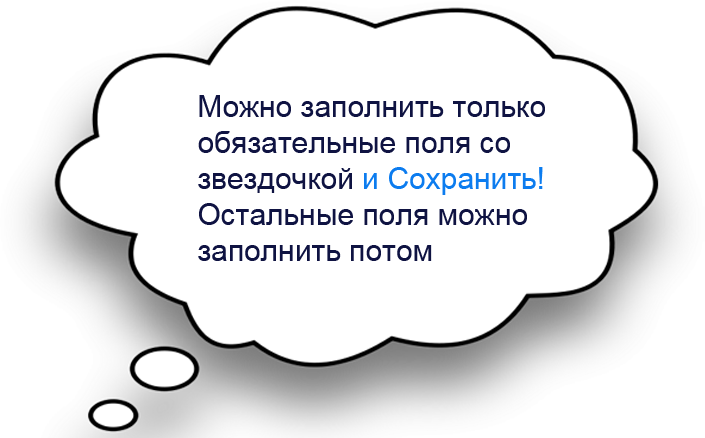 Можно заполнить только
обязательные поля со
звездочкой и Сохранить!
Остальные поля можно
заполнить потом